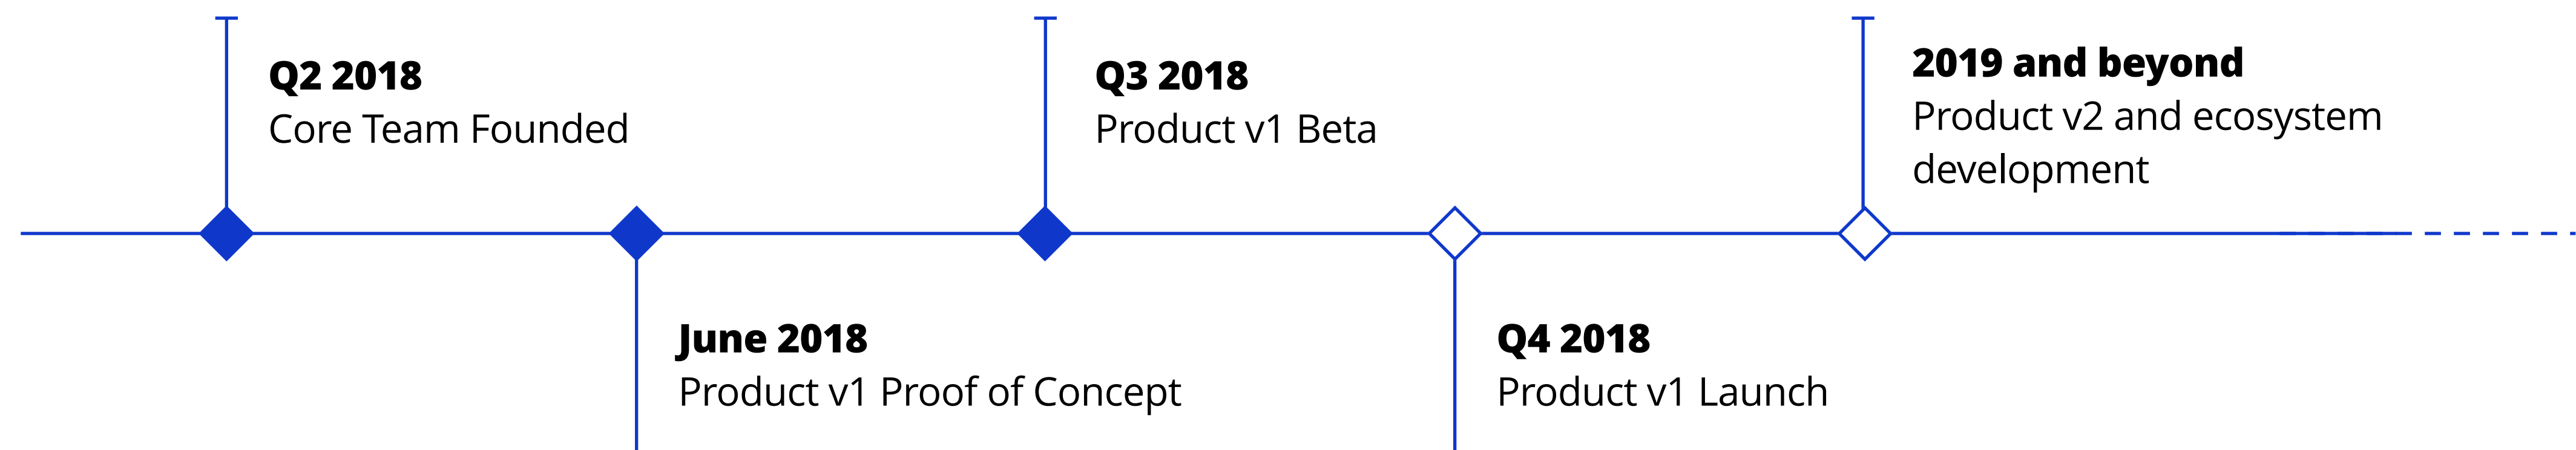 Q2 2018
Core Team Founded
June 2018
Product v1 Proof of Concept
Q3 2018
Product v1 Beta
Q4 2018
Product v1 Launch
2019 and beyond
Product v2 and ecosystem
development